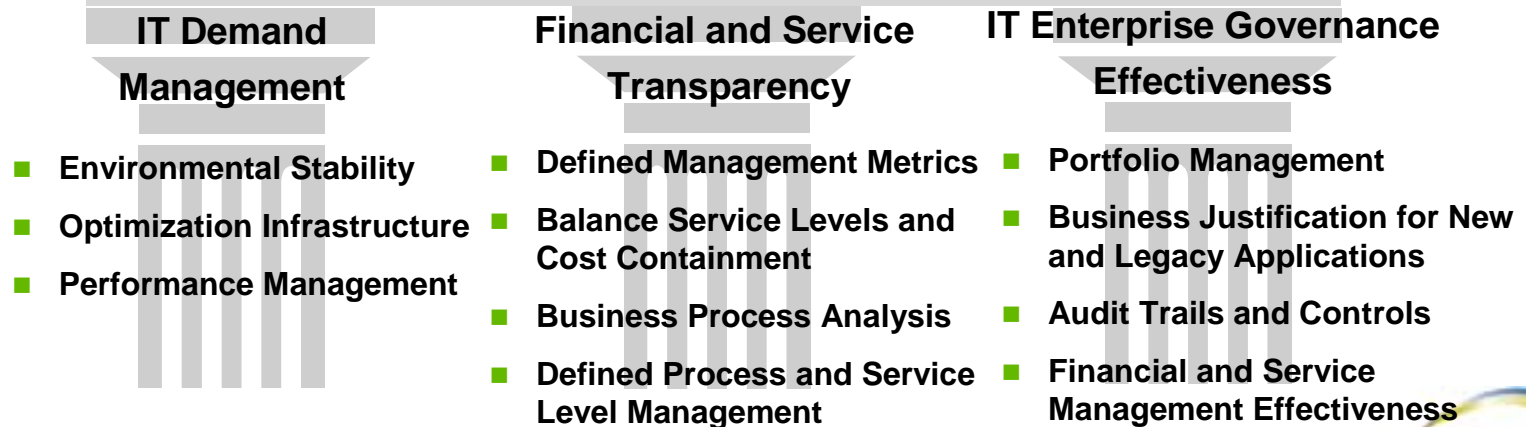 IT Demand
Management
Environmental Stability
Optimization Infrastructure
Performance Management
Financial and Service
Transparency
Defined Management Metrics
Balance Service Levels and
Cost Containment
Business Process Analysis
Defined Process and Service
Level Management
IT Enterprise Governance
Effectiveness
Portfolio Management
Business Justification for New
and Legacy Applications
Audit Trails and Controls
Financial and Service
Management Effectiveness